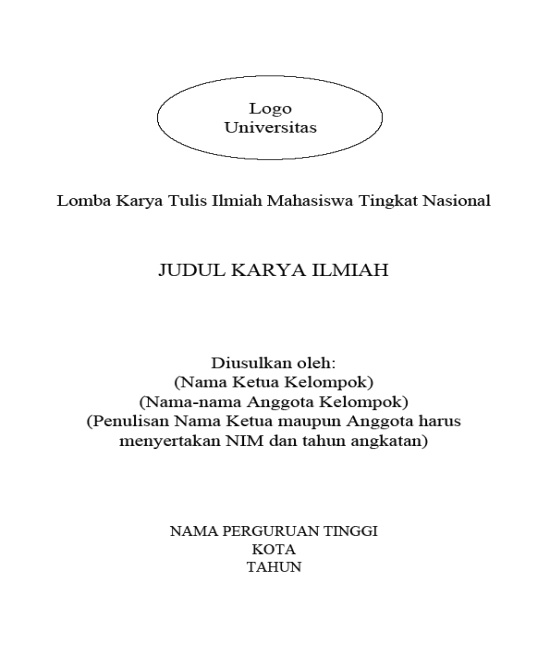 Logo
Universitas
Lomba Karya Tulis Ilmiah Mahasiswa Tingkat Nasional
JUDUL KARYA ILMIAH
Diusulkan oleh:
(Nama Ketua Kelompok)
(Nama-nama Anggota Kelompok)
(Penulisan Nama Ketua maupun Anggota harus
menyertakan NIM dan tahun angkatan)
NAMA PERGURUAN TINGGI
KOTA
TAHUN